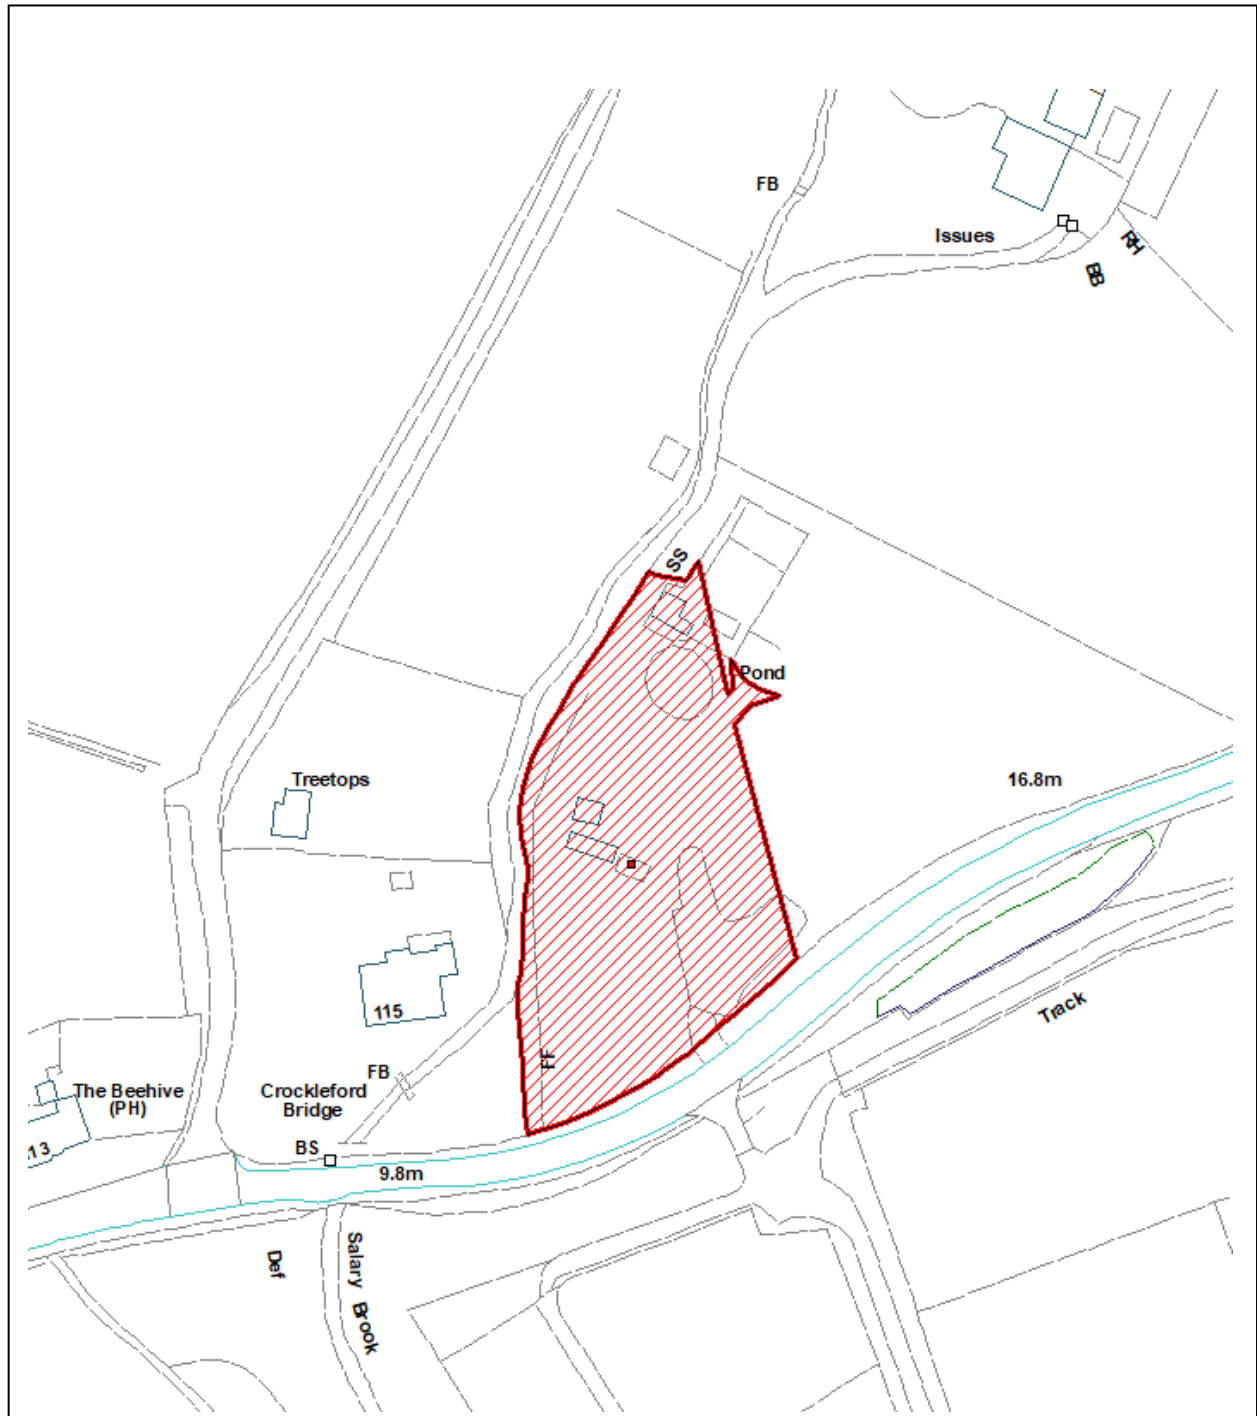 FB
Issues
RH
BB
SS
Pond
Treetops
16.8m
115
Track
FF
FB
The Beehive
(PH)
Crockleford
Bridge
13
BS
9.8m
Def
Salary Brook